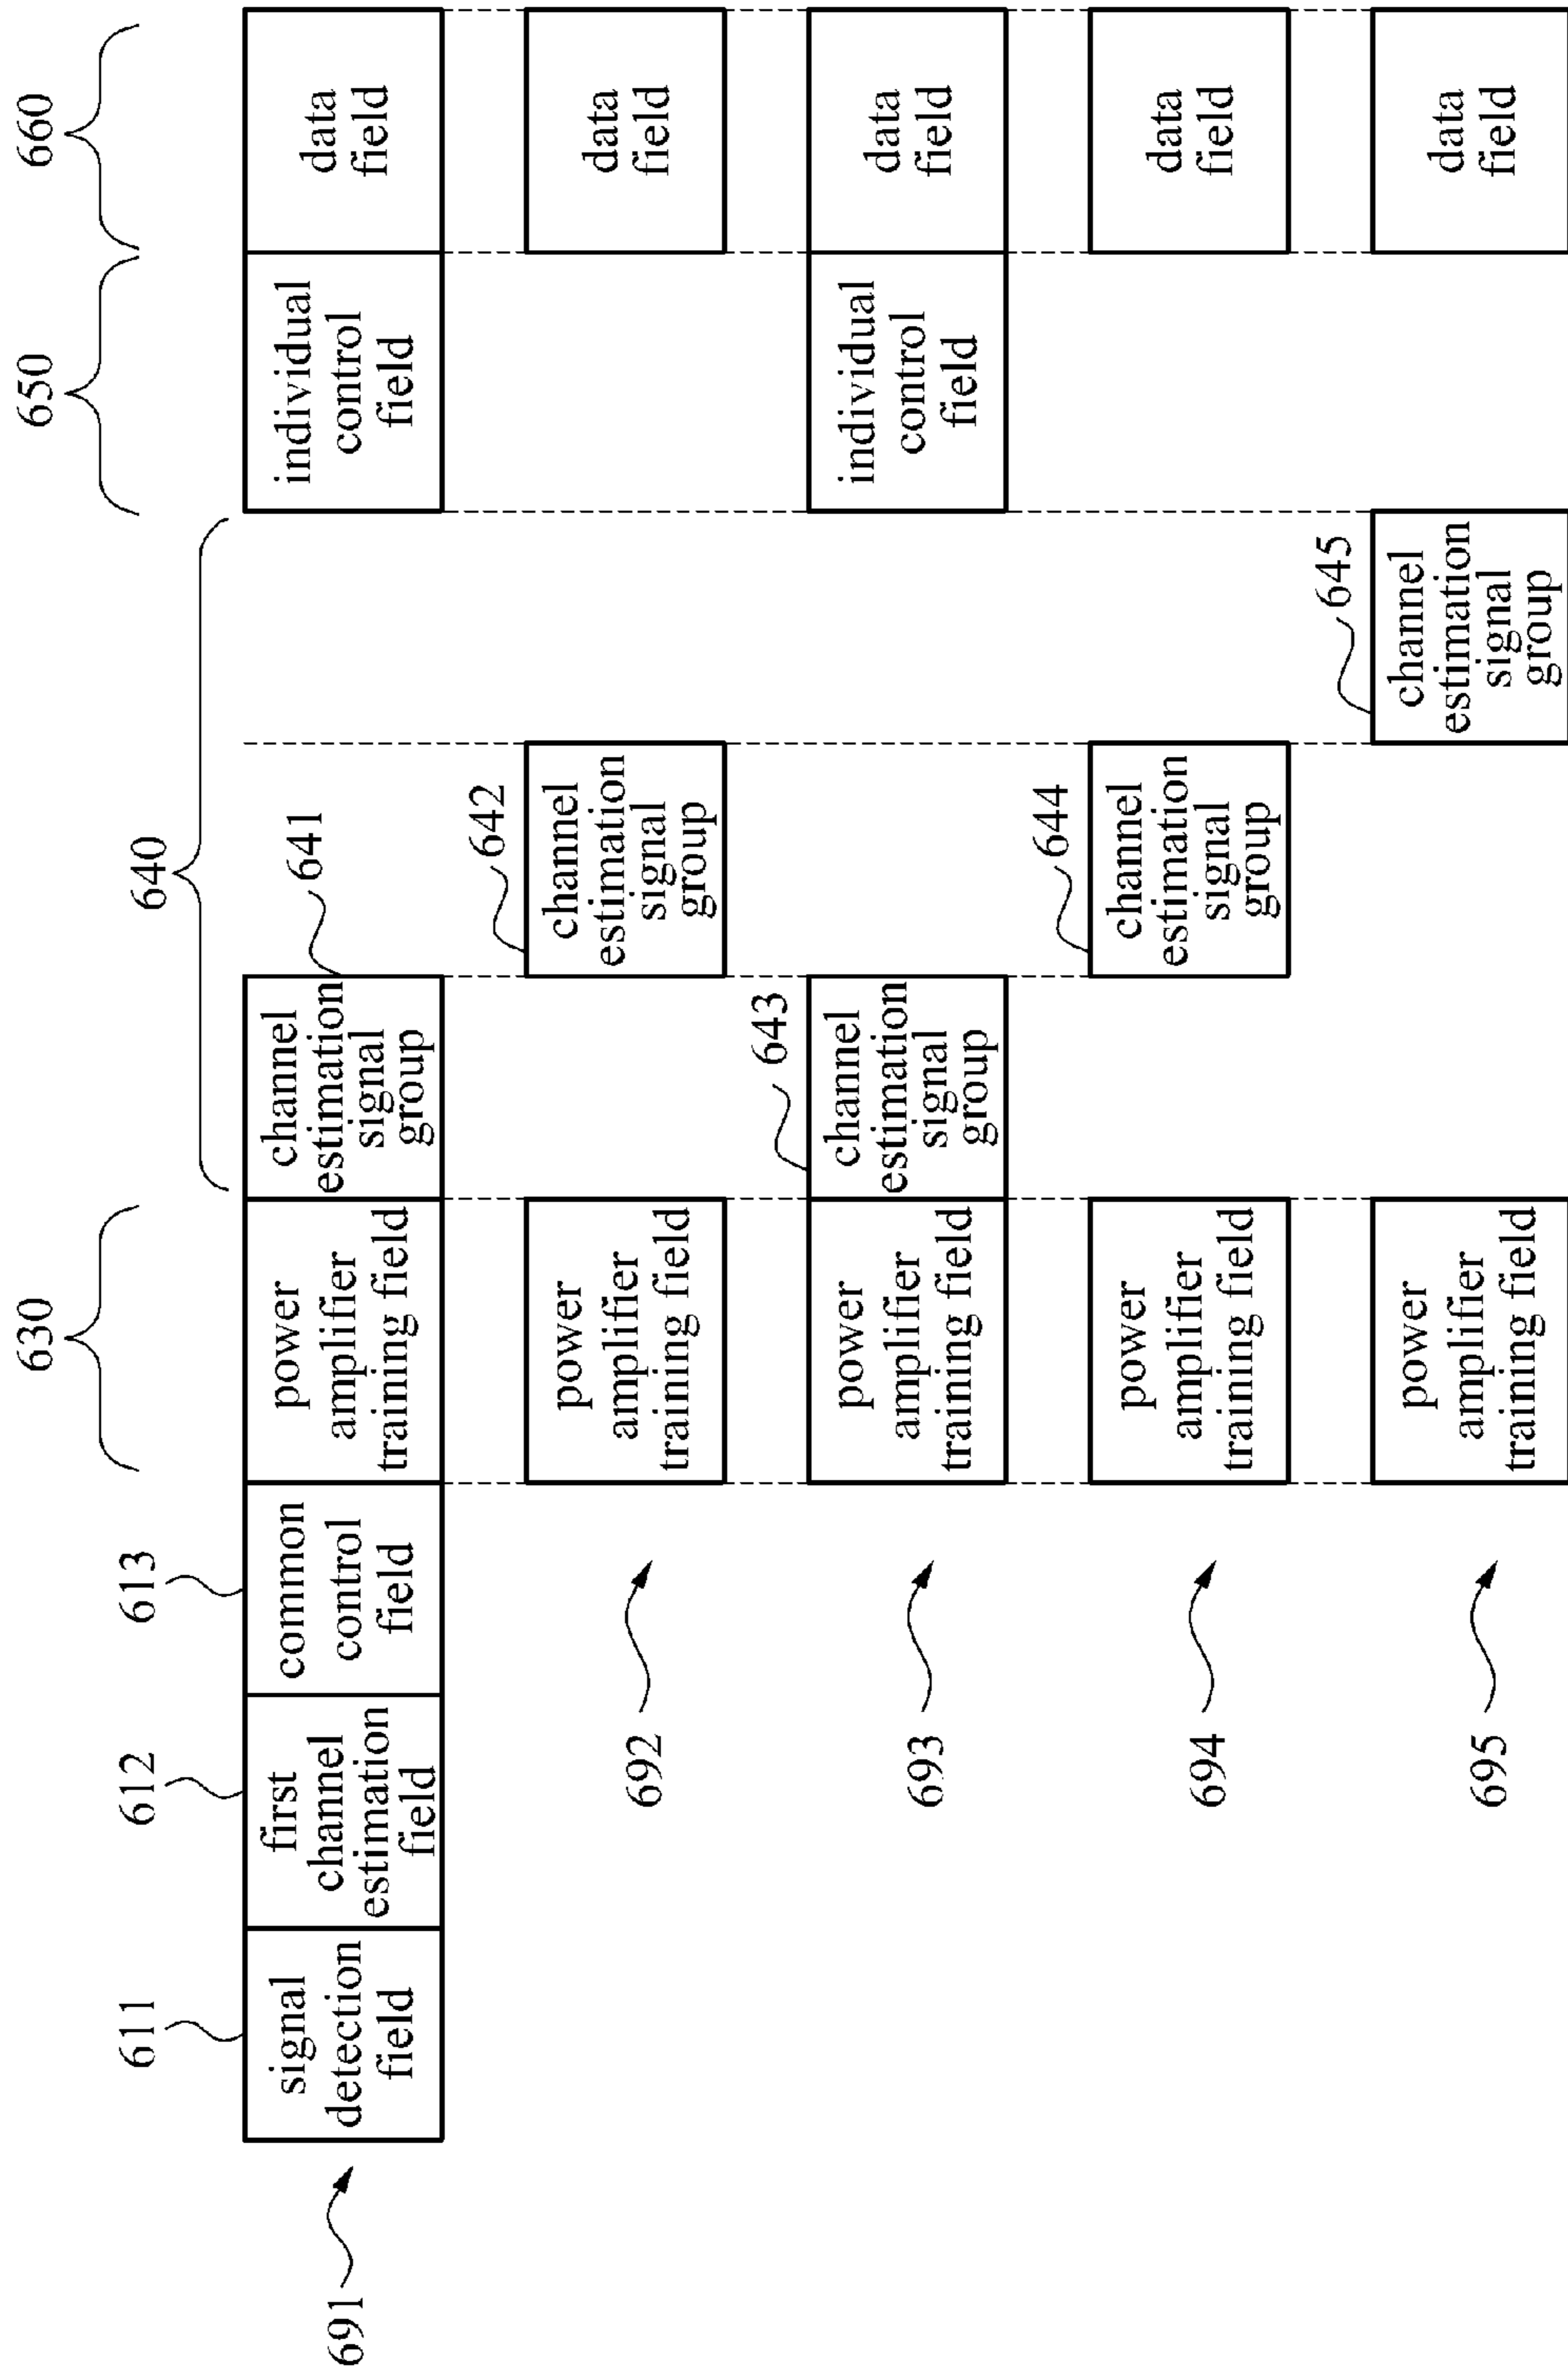 611
612
613
630
640
650
660
691
signal
detection
field
first
channel
estimation
field
common
control
field
power
amplifier
training field
channel
estimation
signal
group
641
individual
control
field
data
field
692
power
amplifier
training field
642
channel
estimation
signal
group
data
field
693
power
amplifier
training field
643
channel
estimation
signal
group
individual
control
field
data
field
694
power
amplifier
training field
644
channel
estimation
signal
group
data
field
695
power
amplifier
training field
645
channel
estimation
signal
group
data
field